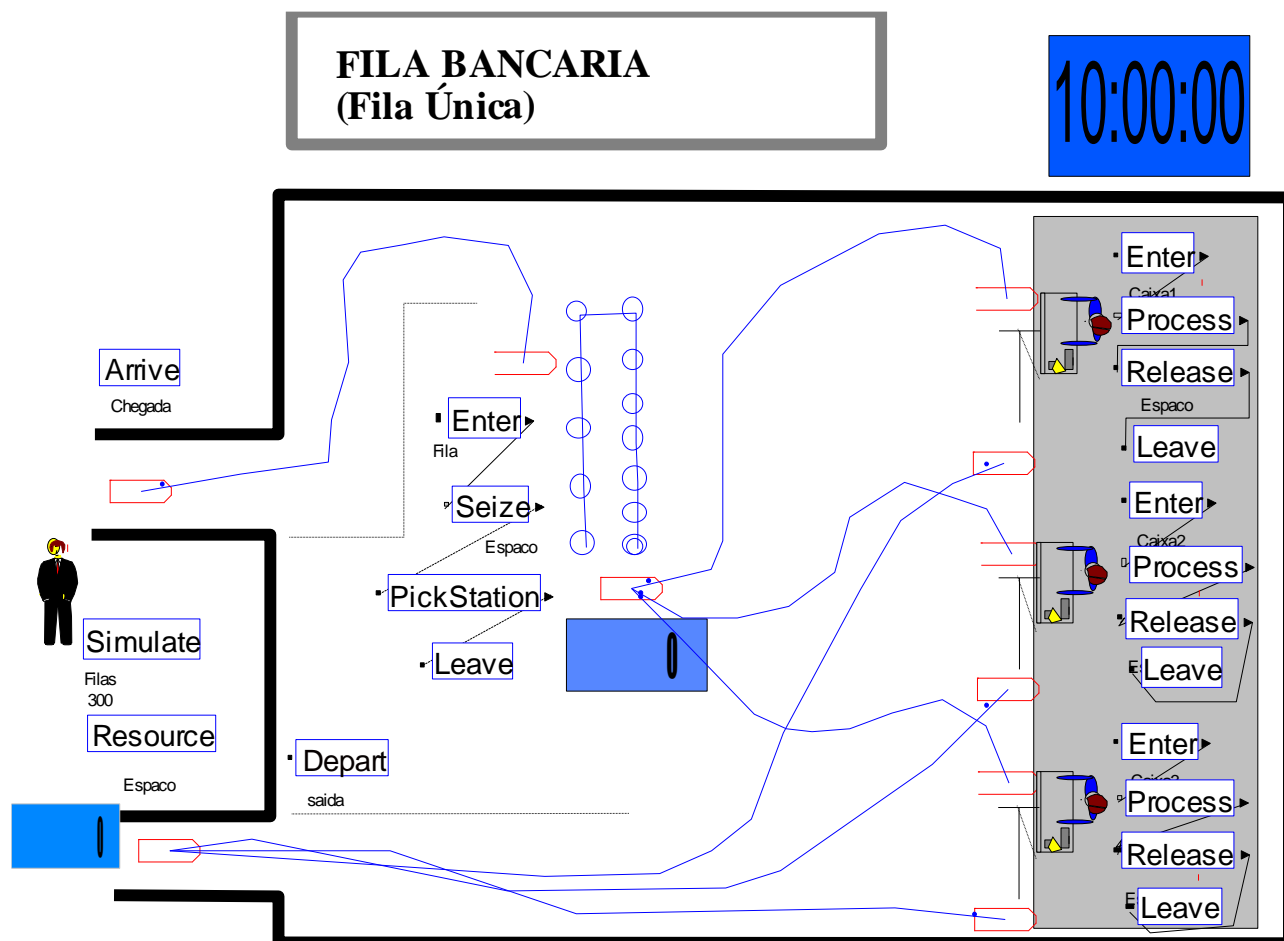 FILA BANCARIA
(Fila Única)
10:00:00
Arrive
Chegada
Enter
Fila
Seize
Espaco
PickStation
Leave
0
Simulate
Filas
300
Resource
Espaco
0
Depart
saida
Enter
Caixa1
Process
Release
Espaco
Leave
Enter
Caixa2
Process
Release
Leave
Enter
Process
Release
Leave